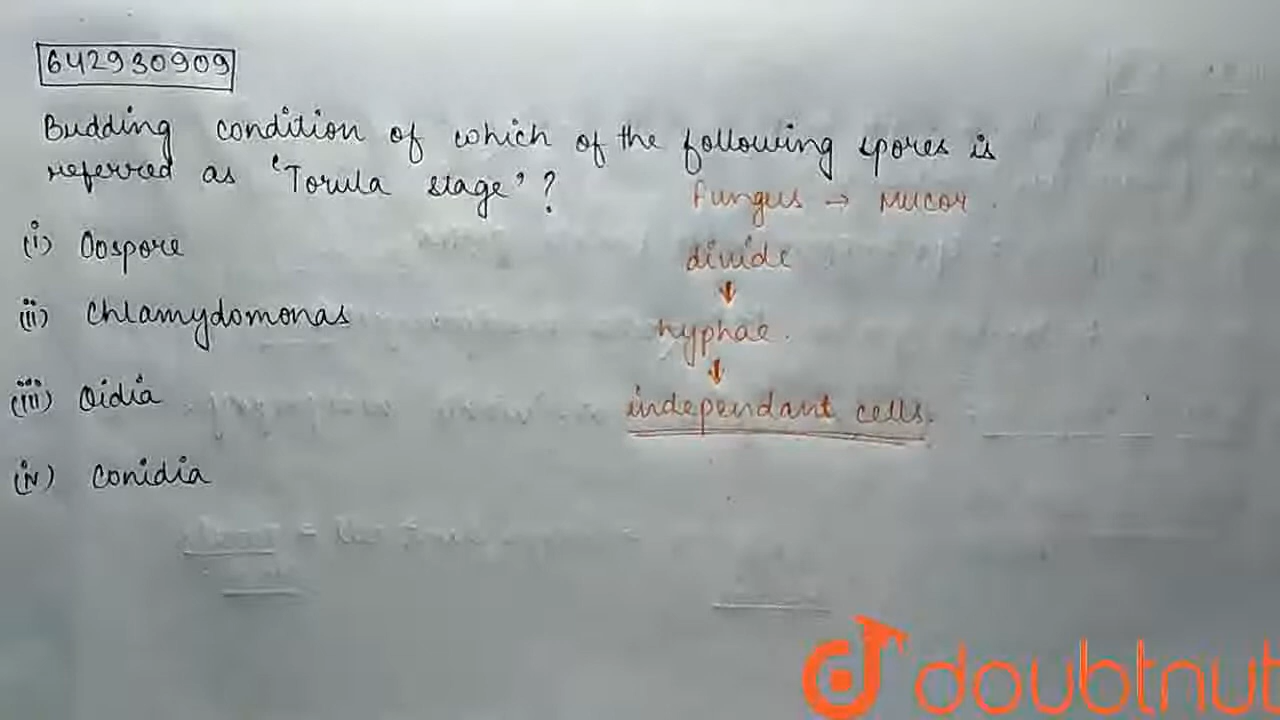 642930909
Budding condition of which of the following spores is
referred as 'Torula stage'?
fungus → Mucor.
(i) Oospore
divide
↓
(ii) Chlamydomonas
hyphae.
↓
(iii) Oidia
independant cells.
(iv) Conidia
doubtnut